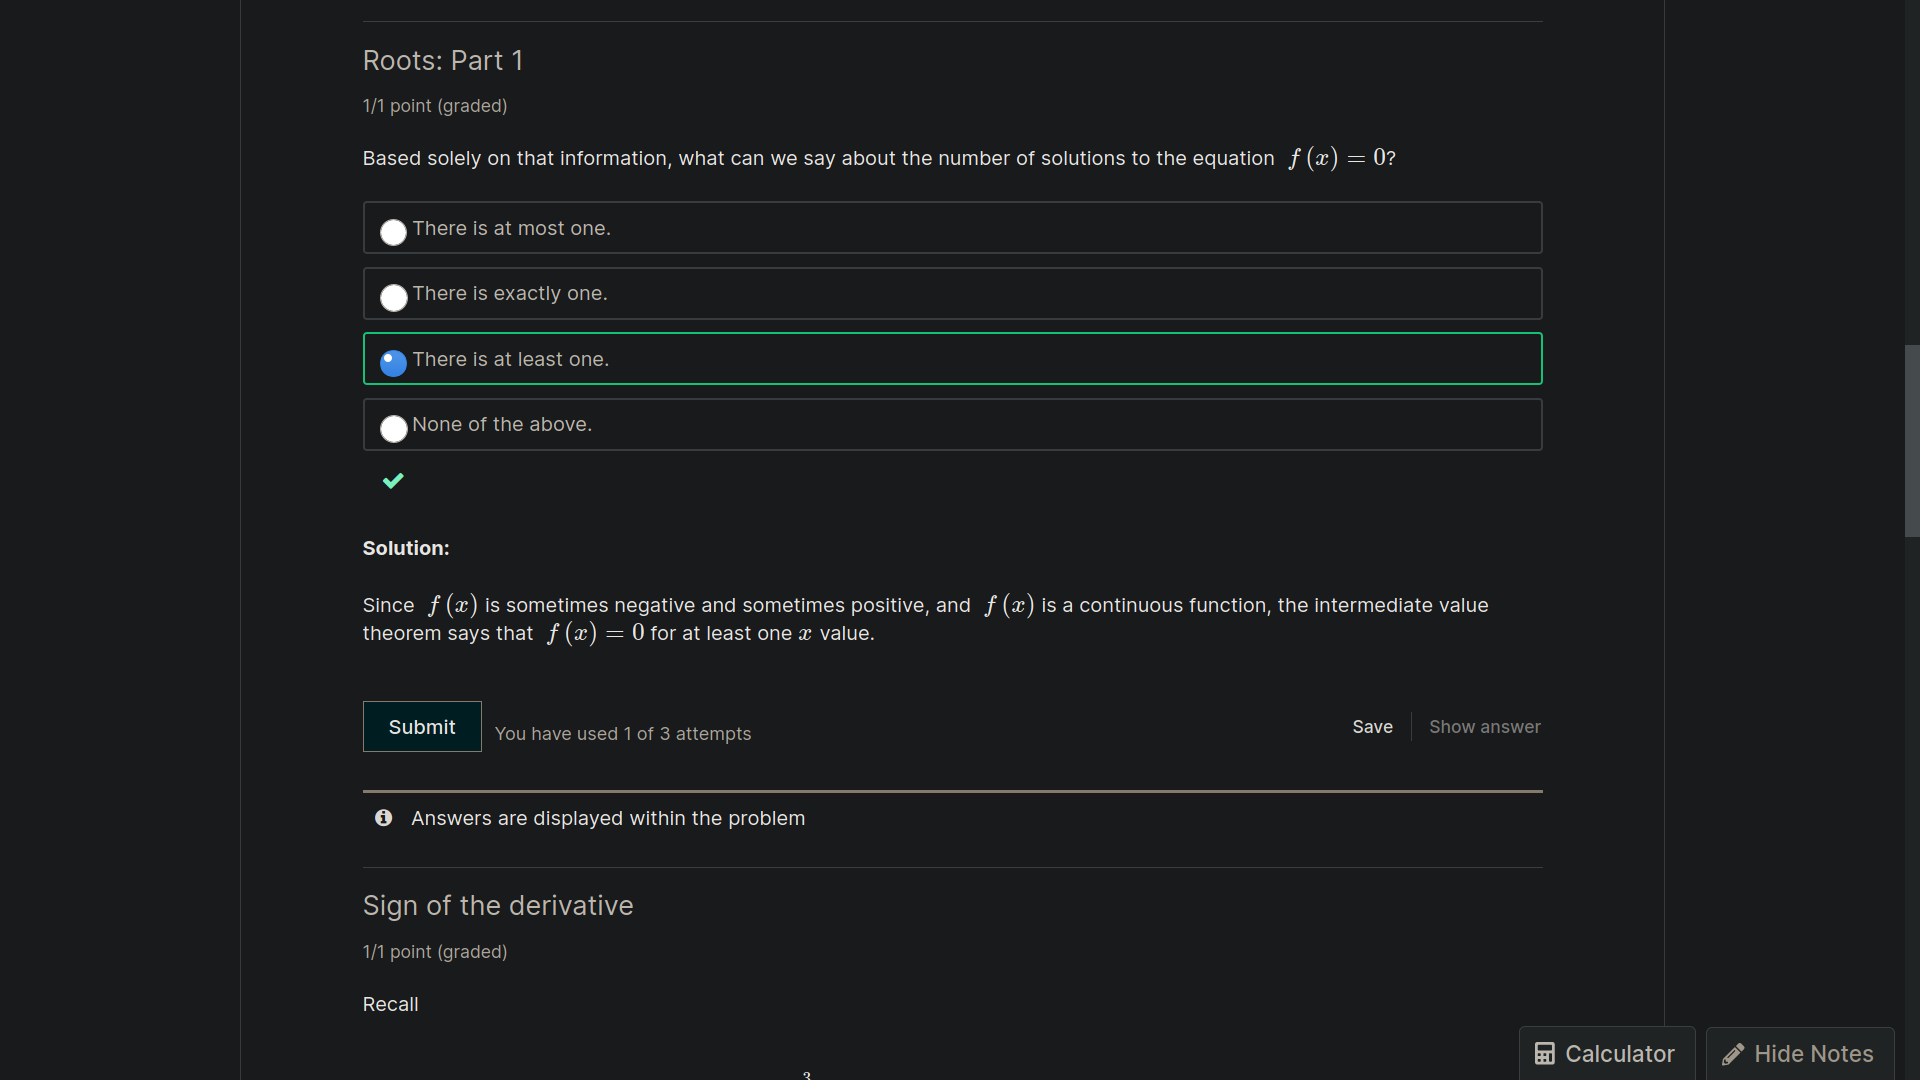 Roots: Part 1
1/1 point (graded)
Based solely on that information, what can we say about the number of solutions to the equation f (x) = 0?
There is at most one.
There is exactly one.
There is at least one.
None of the above.
Solution:
Since f (x) is sometimes negative and sometimes positive, and f (x) is a continuous function, the intermediate value
theorem says that f (x) = 0 for at least one x value.
Submit
You have used 1 of 3 attempts
Save
Show answer
Answers are displayed within the problem
Sign of the derivative
1/1 point (graded)
Recall
3
Calculator
Hide Notes